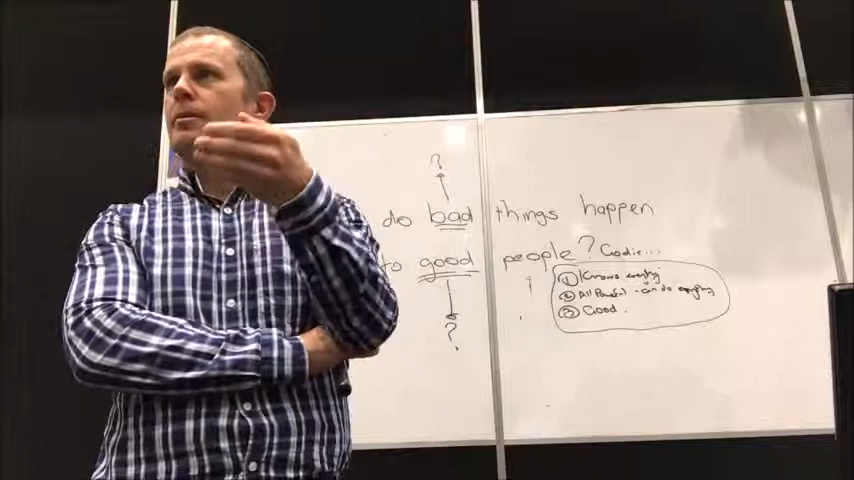 ?
do bad things happen
to good people? God is...
① Knows everything
② All Powerful - can do anything
③ Good.
?